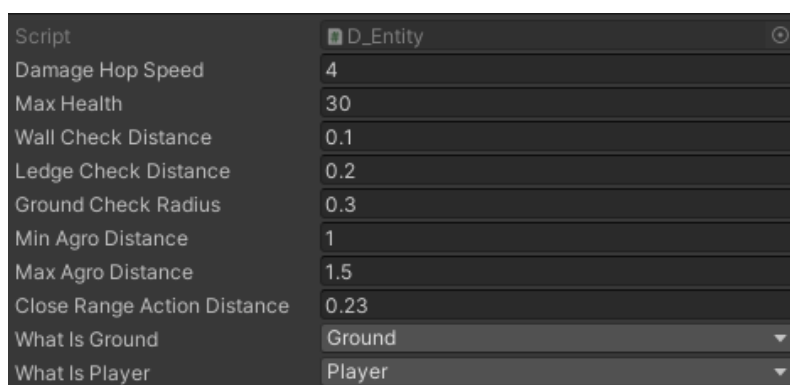 Script D_Entity
Damage Hop Speed 4
Max Health 30
Wall Check Distance 0.1
Ledge Check Distance 0.2
Ground Check Radius 0.3
Min Agro Distance 1
Max Agro Distance 1.5
Close Range Action Distance 0.23
What Is Ground Ground
What Is Player Player